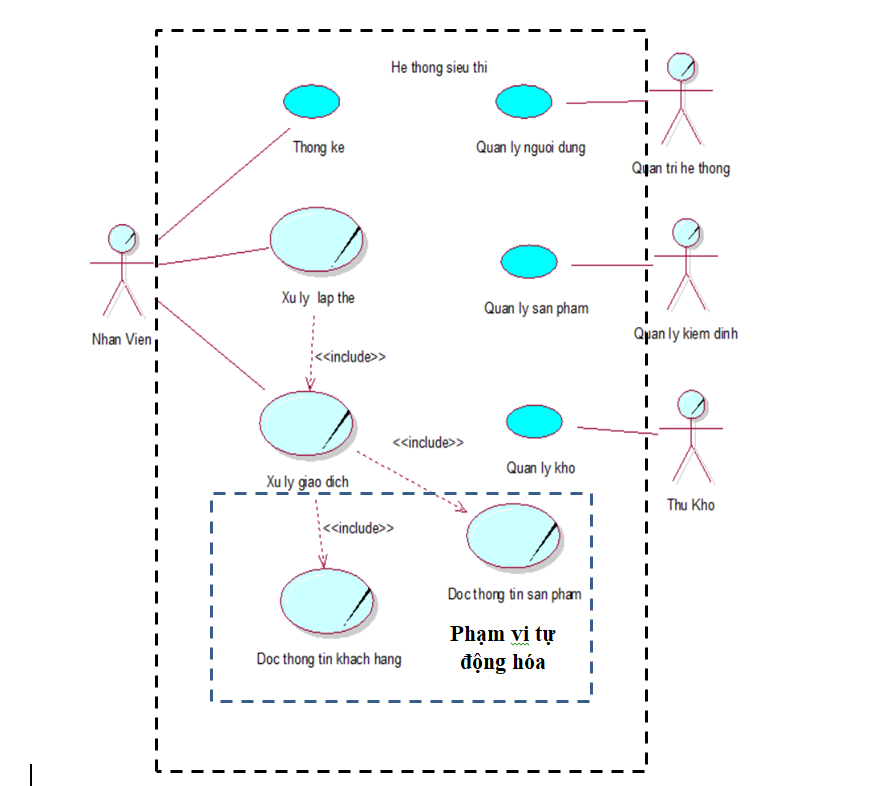 He thong sieu thi
Thong ke
Quan ly nguoi dung
Quan tri he thong
Xu ly lap the
Quan ly san pham
Nhan Vien
Quan ly kiem dinh
<<include>>
<<include>>
Xu ly giao dich
Quan ly kho
Thu Kho
<<include>>
Doc thong tin san pham
Phạm vi tự
động hóa
Doc thong tin khach hang